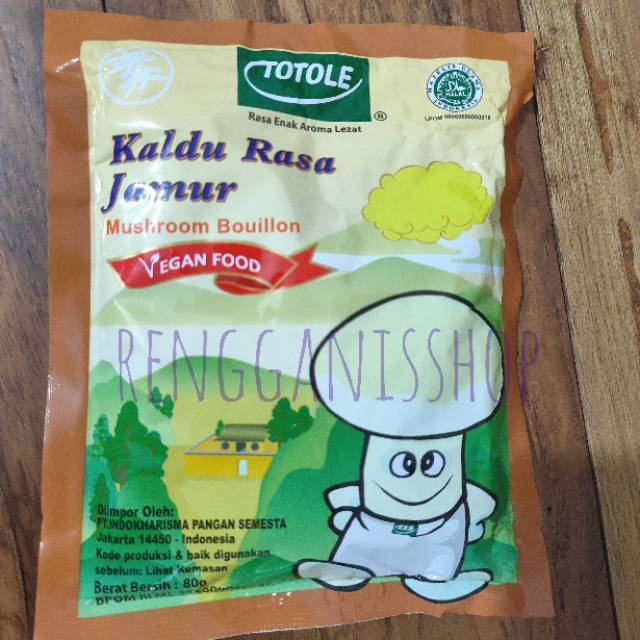 TOTOLE
Rasa Enak Aroma Lezat ®
Kaldu Rasa
Jamur
Mushroom Bouillon
VEGAN FOOD
RENGGANISSHOP
Diimpor Oleh:
PT.INDOKHARISMA PANGAN SEMESTA
Jakarta 14450 - Indonesia
Kode produksi & baik digunakan
sebelum: Lihat Kemasan
Berat Bersih : 80g